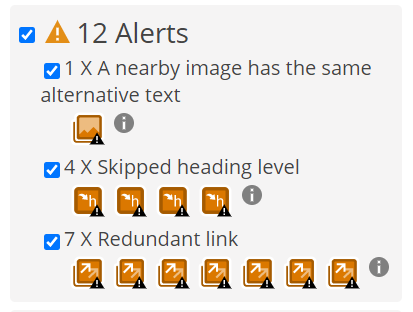 12 Alerts
1 X A nearby image has the same
alternative text
4 X Skipped heading level
h h h h
7 X Redundant link